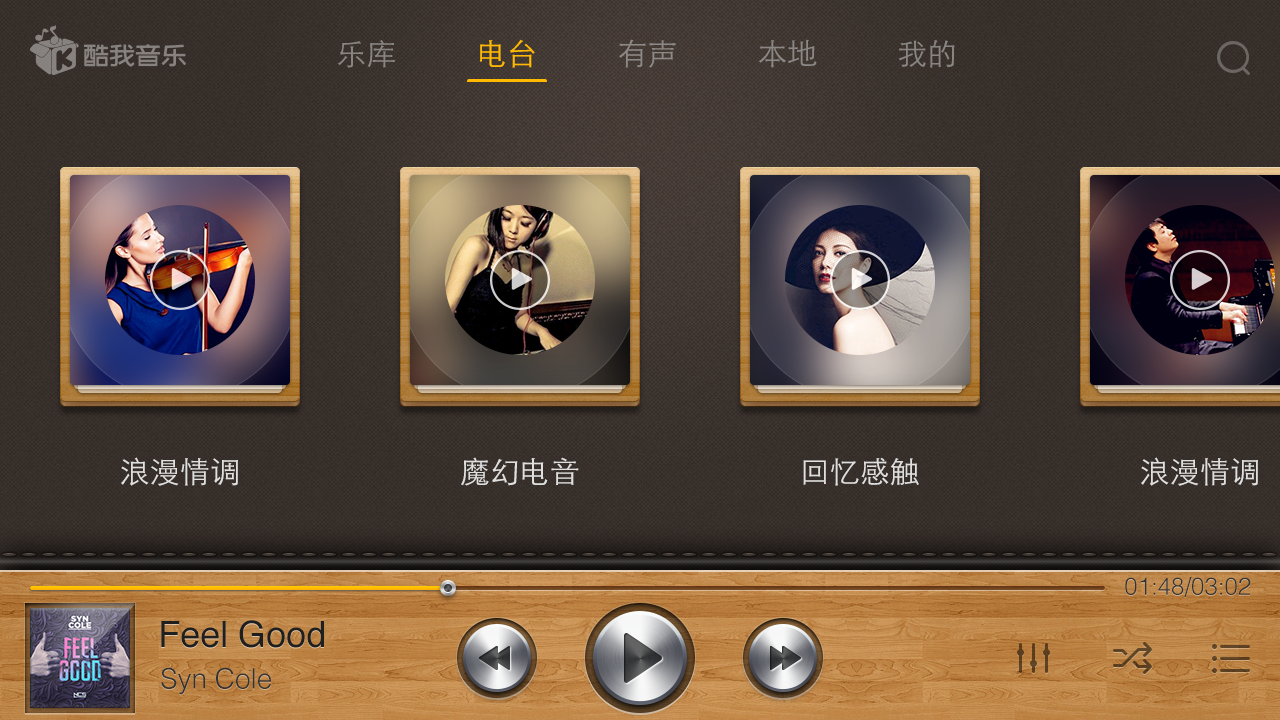 酷我音乐
乐库
电台
有声
本地
我的
浪漫情调
魔幻电音
回忆感触
浪漫情调
01:48/03:02
SYN
COLE
FEEL
GOOD
NCS
Feel Good
Syn Cole